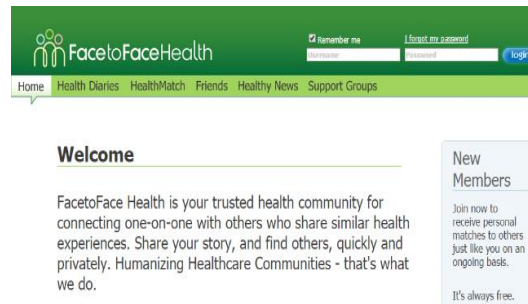 Remember me
I forgot my password
FacetoFaceHealth
Username
Password
login
Home Health Diaries HealthMatch Friends Healthy News Support Groups
Welcome
FacetoFace Health is your trusted health community for
connecting one-on-one with others who share similar health
experiences. Share your story, and find others, quickly and
privately. Humanizing Healthcare Communities - that's what
we do.
New
Members
Join now to
receive personal
matches to others
just like you on an
ongoing basis.
It's always free.